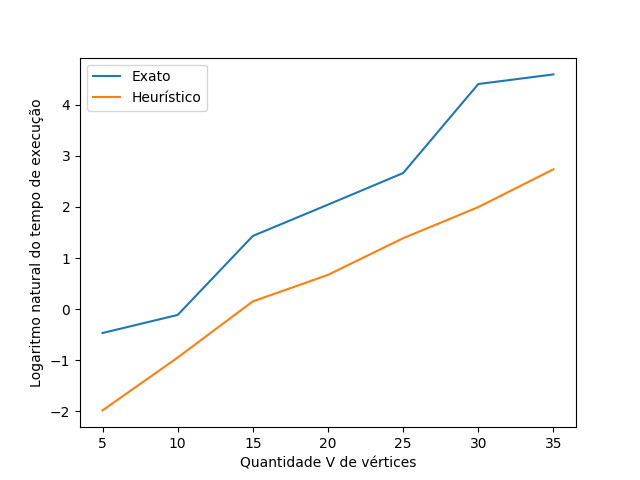 Exato
Heurístico
Logaritmo natural do tempo de execução
4
3
2
1
0
−1
−2
5 10 15 20 25 30 35
Quantidade V de vértices